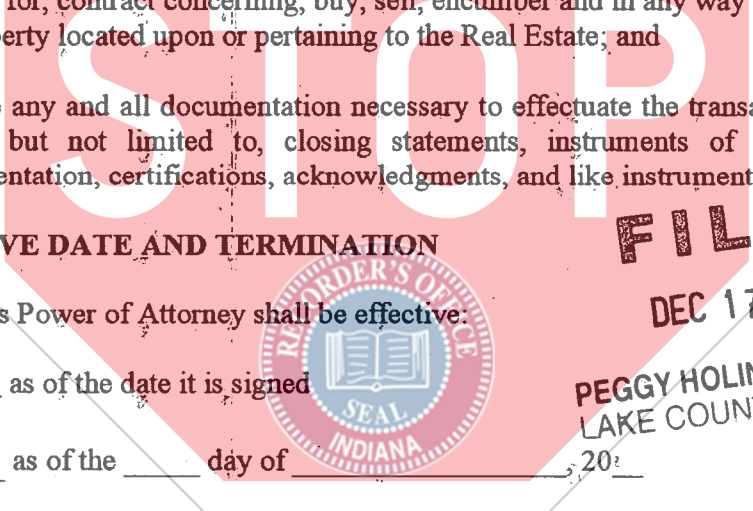 for, contract concerning, buy, sell, encumber and in any way
erty located upon or pertaining to the Real Estate; and
any and all documentation necessary to effectuate the transa
but not limited to, closing statements, instruments of
entation, certifications, acknowledgments, and like instrument
VE DATE AND TERMINATION
s Power of Attorney shall be effective:
as of the date it is signed
as of the _____ day of ____________________, 20__
STOP
RECORDER'S OFFICE
SEAL
INDIANA
FIL
DEC 17
PEGGY HOLIN
LAKE COUN